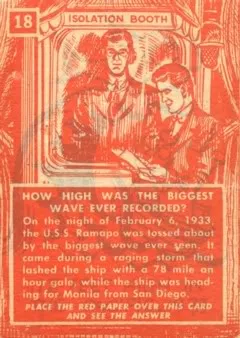 18
ISOLATION BOOTH
HOW HIGH WAS THE BIGGEST
WAVE EVER RECORDED?
On the night of February 6, 1933,
the U.S.S. Ramapo was tossed about
by the biggest wave ever seen. It
came during a raging storm that
lashed the ship with a 78 mile an
hour gale, while the ship was head-
ing for Manila from San Diego.
PLACE THE RED PAPER OVER THIS CARD
AND SEE THE ANSWER